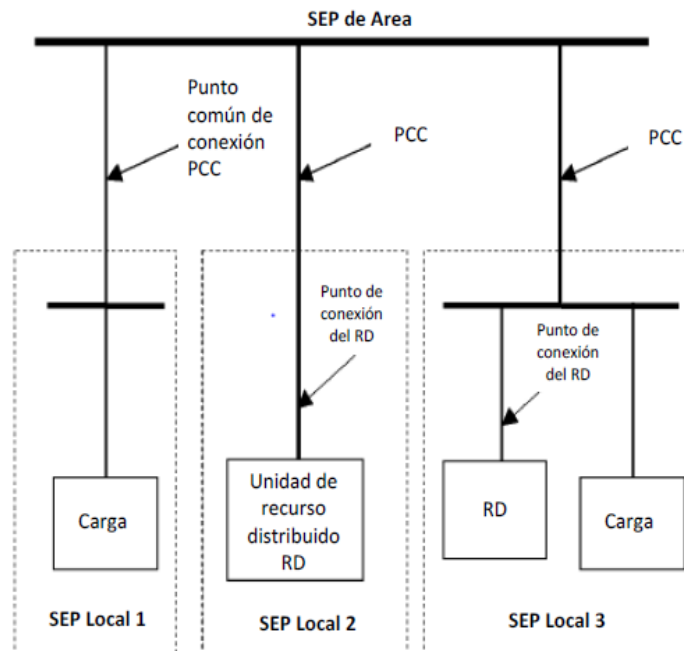 SEP de Area
Punto
común de
conexión
PCC
PCC
PCC
Punto de
conexión
del RD
Punto de
conexión
del RD
Carga
Unidad de
recurso
distribuido
RD
RD
Carga
SEP Local 1
SEP Local 2
SEP Local 3